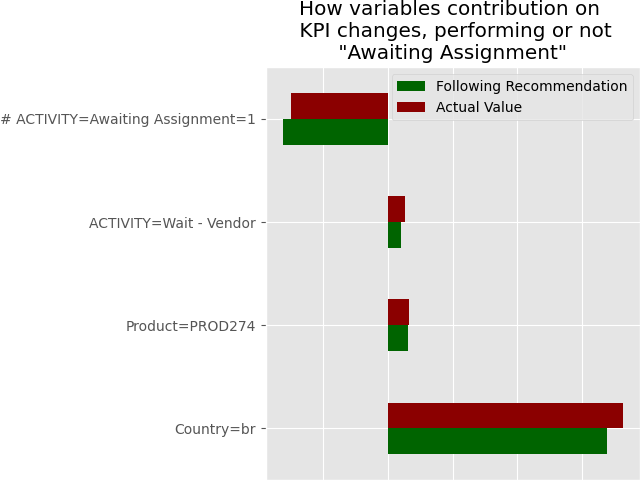 How variables contribution on
KPI changes, performing or not
"Awaiting Assignment"
Following Recommendation
Actual Value
# ACTIVITY=Awaiting Assignment=1
ACTIVITY=Wait - Vendor
Product=PROD274
Country=br